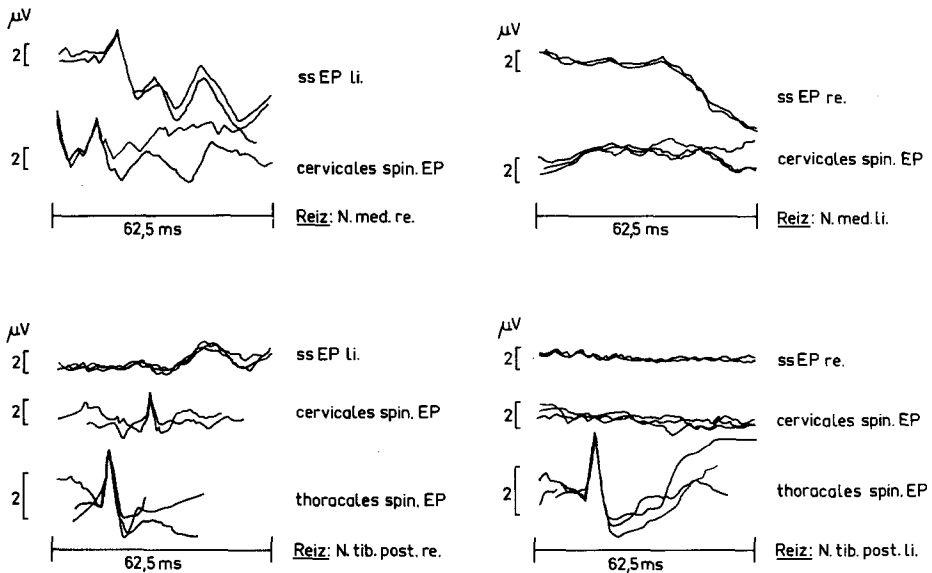 µV
2[
ss EP li.
2[
cervicales spin. EP
62,5 ms
Reiz: N. med. re.
µV
2[
ss EP re.
2[
cervicales spin. EP
62,5 ms
Reiz: N. med. li.
µV
2[
ss EP li.
2[
cervicales spin. EP
2[
thoracales spin. EP
62,5 ms
Reiz: N. tib. post. re.
µV
2[
ss EP re.
2[
cervicales spin. EP
2[
thoracales spin. EP
62,5 ms
Reiz: N. tib. post. li.